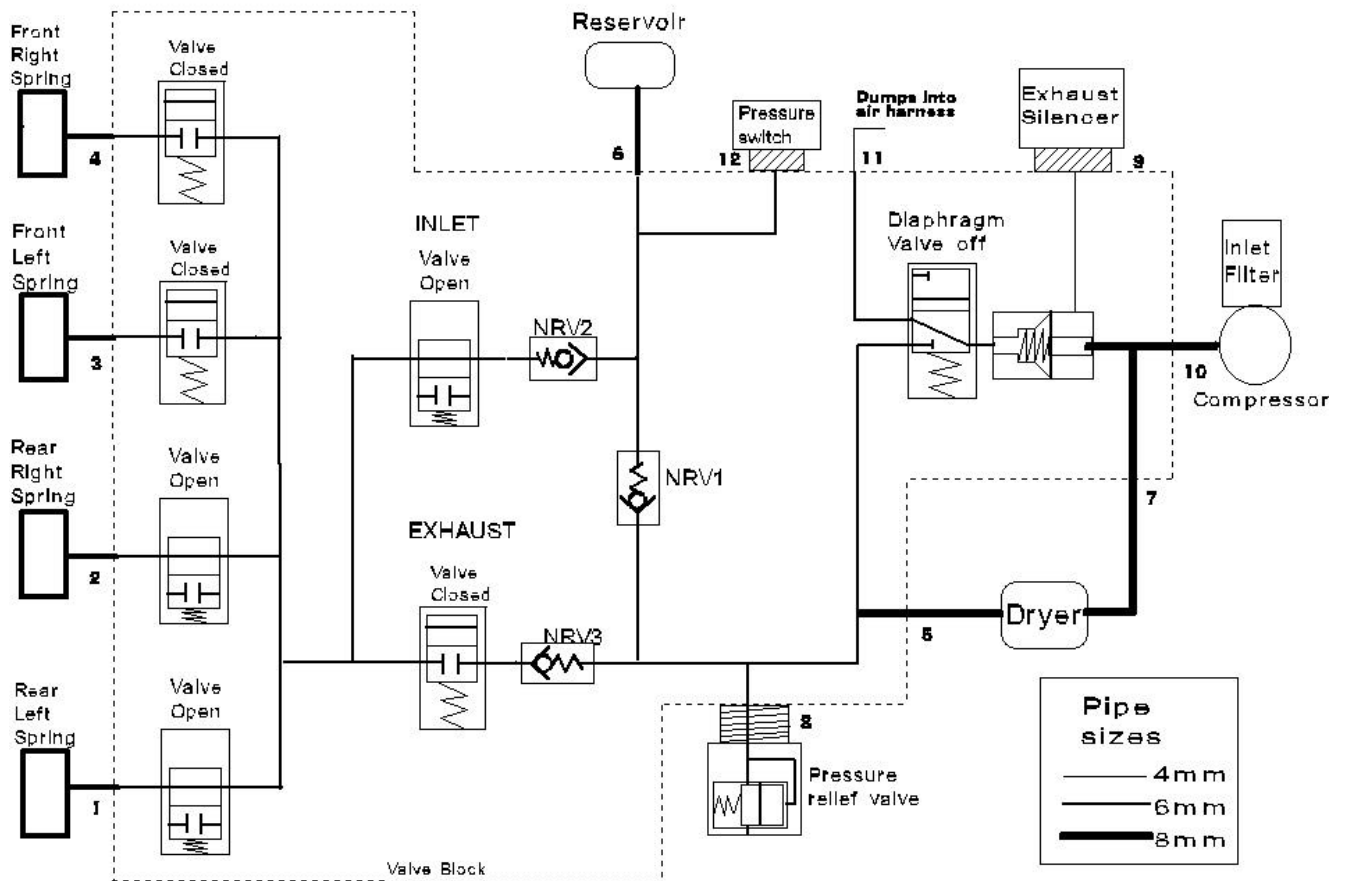 Reservoir
Front
Right
Spring
Valve
Closed
4
6
Pressure
switch
12
Dumps into
air harness
11
Exhaust
Silencer
9
Front
Left
Spring
Valve
Closed
3
INLET
Valve
Open
NRV2
Diaphragm
Valve off
Inlet
Filter
10
Compressor
Rear
Right
Spring
Valve
Open
2
NRV1
7
EXHAUST
Valve
Closed
NRV3
5
Dryer
Rear
Left
Spring
Valve
Open
1
8
Pressure
relief valve
Pipe
sizes
4mm
6mm
8mm
Valve Block